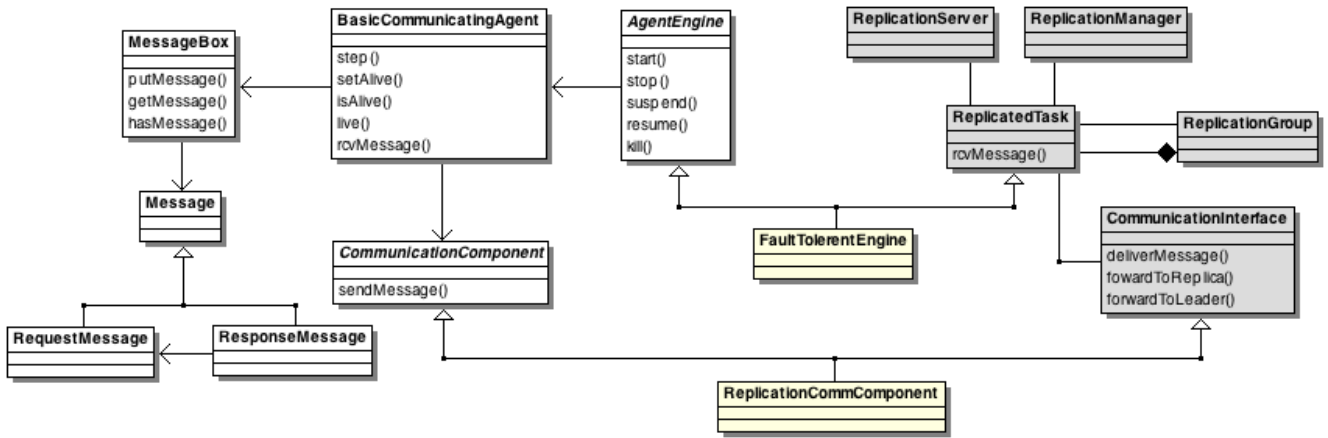 MessageBox
putMessage()
getMessage()
hasMessage()
BasicCommunicatingAgent
step()
setAlive()
isAlive()
live()
rcvMessage()
AgentEngine
start()
stop()
suspend()
resume()
kill()
ReplicationServer
ReplicationManager
ReplicatedTask
rcvMessage()
ReplicationGroup
Message
CommunicationComponent
sendMessage()
FaultTolerentEngine
CommunicationInterface
deliverMessage()
fowardToReplica()
forwardToLeader()
RequestMessage
ResponseMessage
ReplicationCommComponent